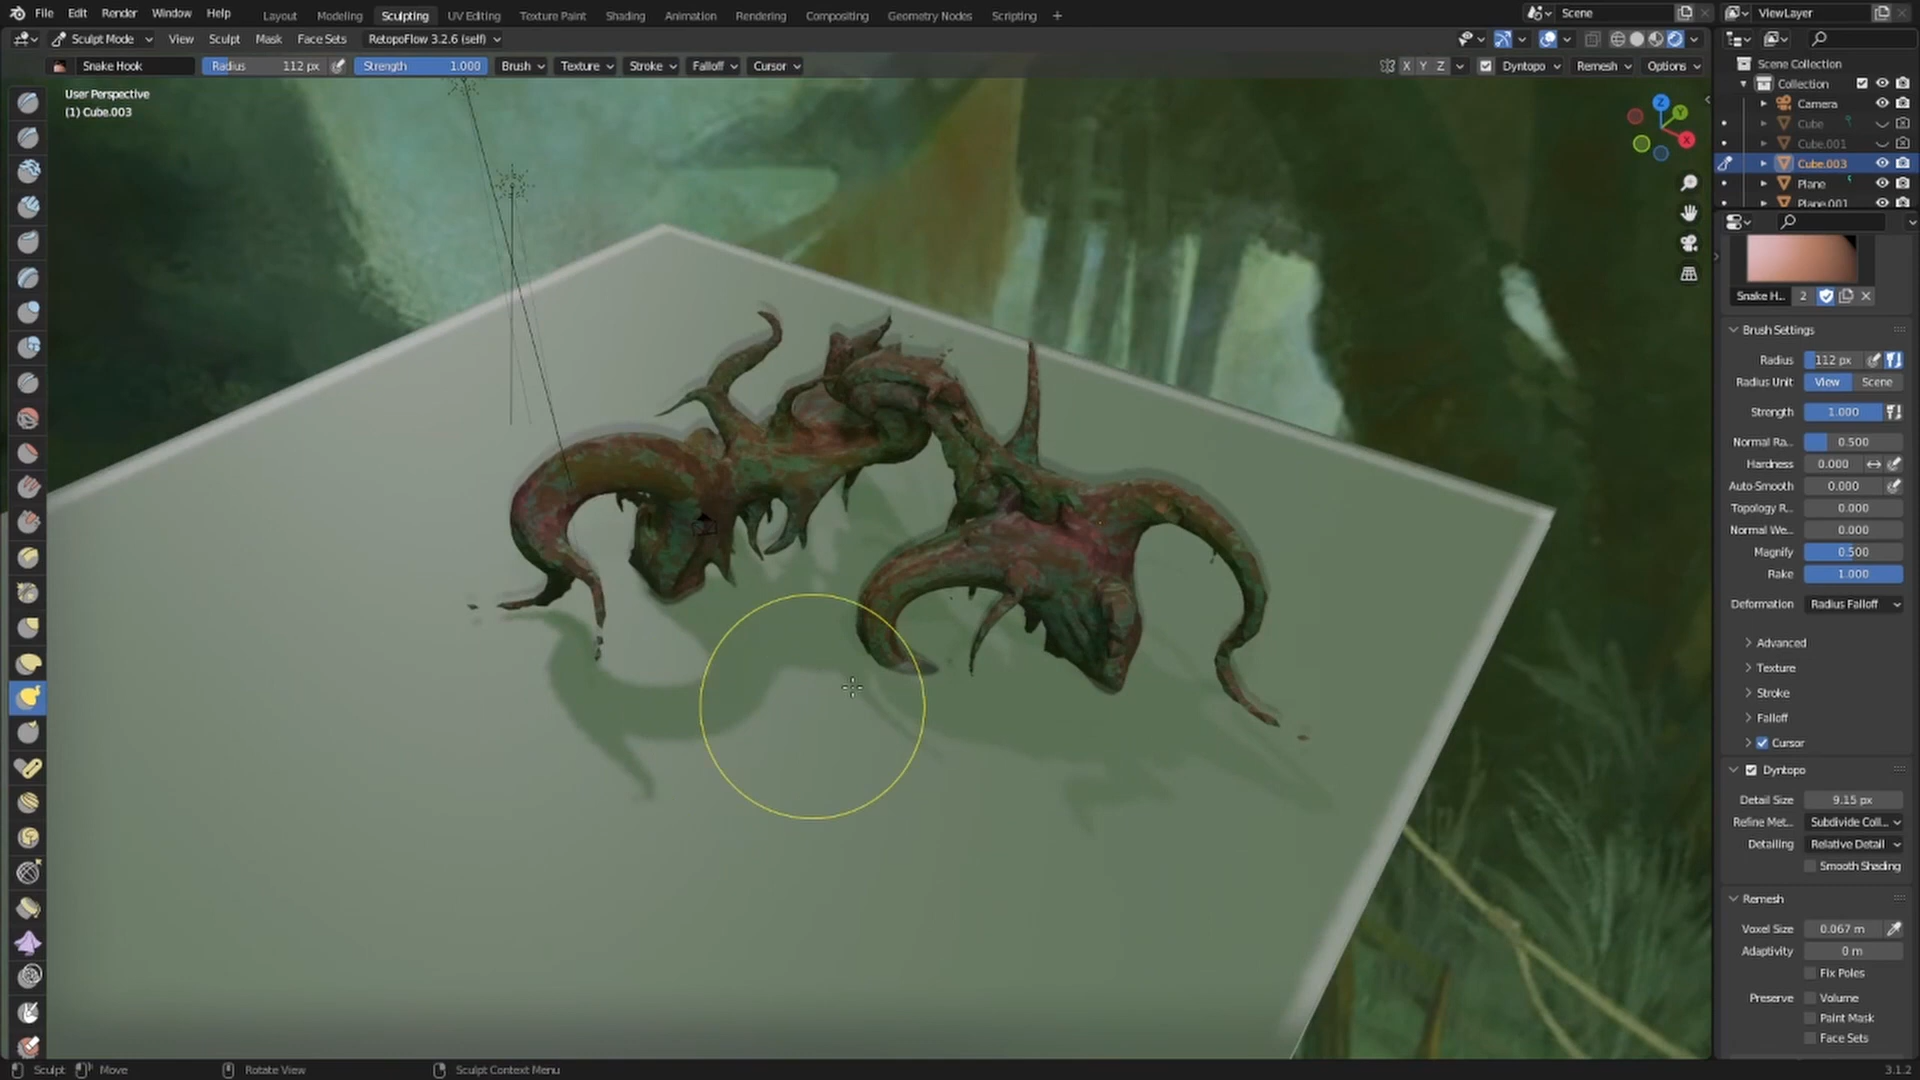 File Edit Render Window Help Layout Modeling Sculpting UV Editing Texture Paint Shading Animation Rendering Compositing Geometry Nodes Scripting + Scene ViewLayer
Sculpt Mode View Sculpt Mask Face Sets RetopoFlow 3.2.6 (self)
Snake Hook Radius 112 px Strength 1.000 Brush Texture Stroke Falloff Cursor X Y Z Dyntopo Remesh Options
User Perspective
(1) Cube.003
Z
Y
X
Scene Collection
Collection
Camera
Cube
Cube.001
Cube.003
Plane
Plane.001
Snake H.. 2
Brush Settings
Radius 112 px
Radius Unit View Scene
Strength 1.000
Normal Ra... 0.500
Hardness 0.000
Auto-Smooth 0.000
Topology R... 0.000
Normal We... 0.000
Magnify 0.500
Rake 1.000
Deformation Radius Falloff
Advanced
Texture
Stroke
Falloff
Cursor
Dyntopo
Detail Size 9.15 px
Refine Met... Subdivide Coll...
Detailing Relative Detail
Smooth Shading
Remesh
Voxel Size 0.067 m
Adaptivity 0 m
Fix Poles
Preserve Volume
Paint Mask
Face Sets
Sculpt Move Rotate View Sculpt Context Menu 3.1.2